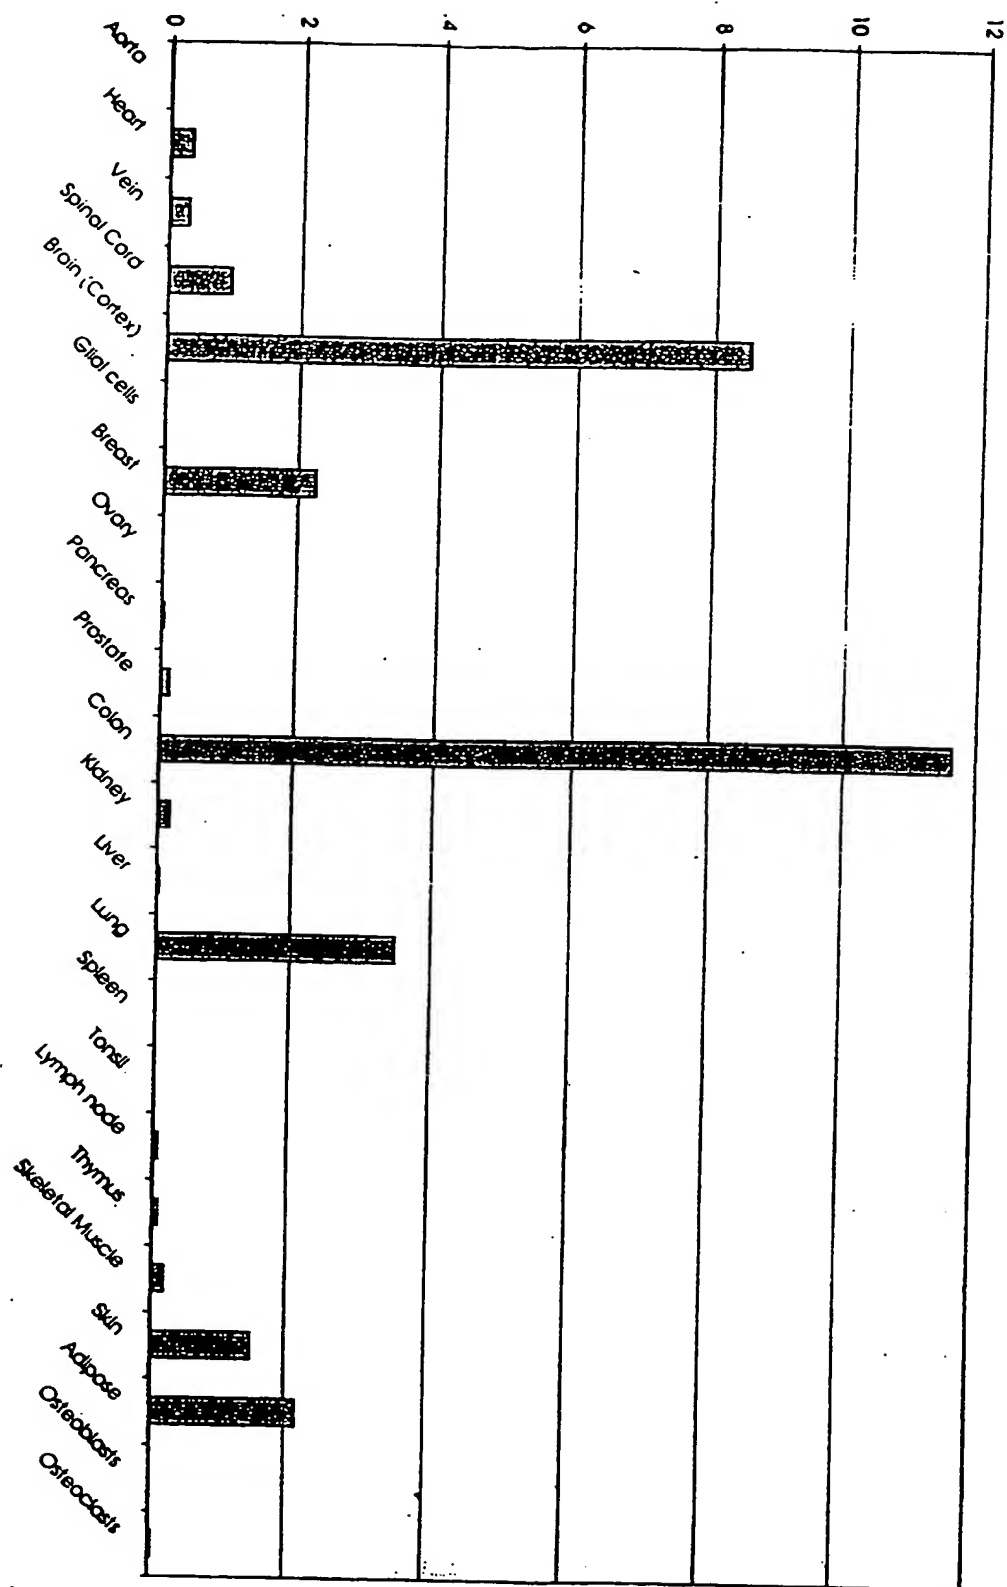 0
2
4
6
8
10
12
Aorta
Heart
Vein
Spinal Cord
Brain (Cortex)
Glial cells
Breast
Ovary
Pancreas
Prostate
Colon
Kidney
Liver
Lung
Spleen
Tonsil
Lymph node
Thymus
Skeletal Muscle
Skin
Adipose
Osteoblasts
Osteoclasts